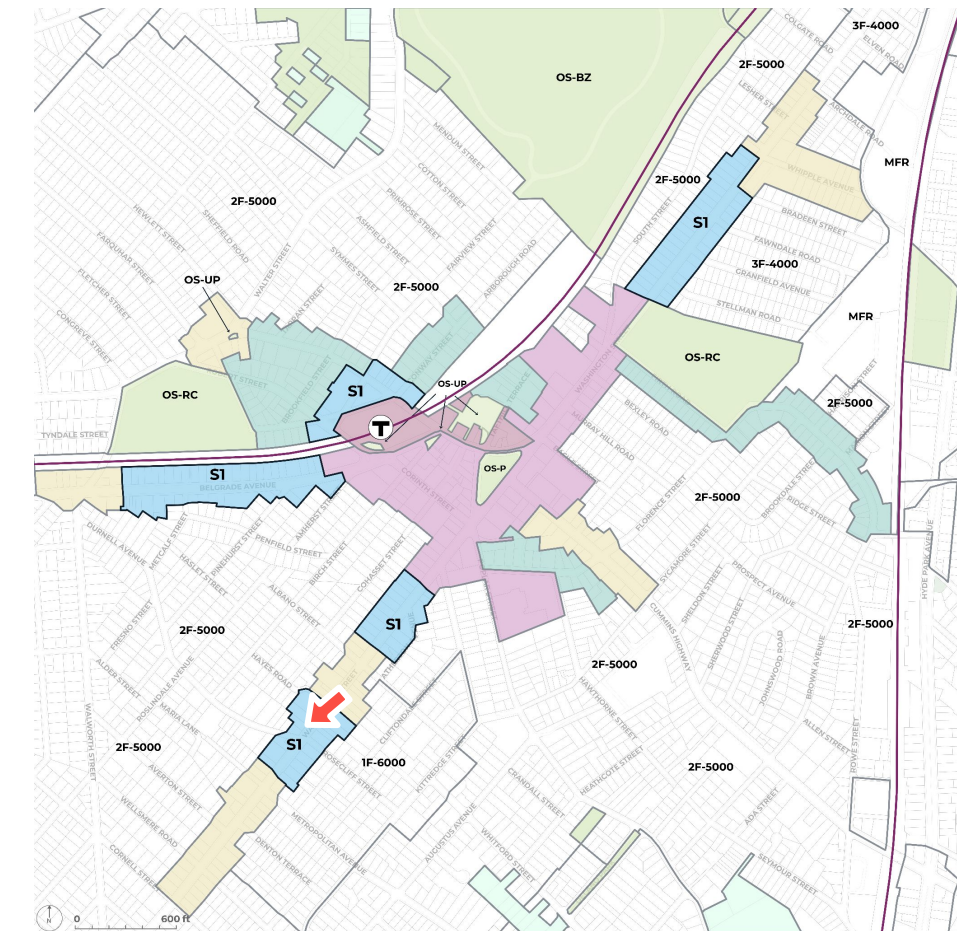 COLGATE ROAD
3F-4000
ELVEN ROAD
2F-5000
OS-BZ
LESHER STREET
ARCHDALE ROAD
MENDUM STREET
MFR
COTTON STREET
WHIPPLE AVENUE
2F-5000
PRIMROSE STREET
2F-5000
HEWLETT STREET
SHEFFIELD ROAD
ASHFIELD STREET
FAIRVIEW STREET
SOUTH STREET
S1
BRADEEN STREET
FARQUHAR STREET
WALTER STREET
SYMMES STREET
ARBOROUGH ROAD
FAWNDALE ROAD
3F-4000
FLETCHER STREET
OS-UP
2F-5000
CRANFIELD AVENUE
CONGREVE STREET
STELLMAN ROAD
MFR
OS-RC
WASHINGTON
OS-UP
S1
OS-RC
TERRACE
2F-5000
BEXLEY ROAD
T
MURRAY HILL ROAD
TYNDALE STREET
OS-P
S1
BELGRADE AVENUE
CORINTH STREET
2F-5000
FLORENCE STREET
BROOKDALE STREET
RIDGE STREET
DURNELL AVENUE
METCALF STREET
PINEHURST STREET
AMHERST STREET
PENFIELD STREET
COHASSET STREET
BIRCH STREET
HASLET STREET
SYCAMORE STREET
PROSPECT AVENUE
HYDE PARK AVENUE
ALBANO STREET
FRESNO STREET
S1
SHELDON STREET
CUMMINS HIGHWAY
SHERWOOD STREET
JOHNSWOOD ROAD
BROWN AVENUE
2F-5000
2F-5000
HAYES ROAD
ALDER STREET
ROSLINDALE AVENUE
2F-5000
MARIA LANE
CLIFTONDALE STREET
HAWTHORNE STREET
WALWORTH STREET
2F-5000
S1
ALLEN STREET
ROWE STREET
1F-6000
ROSECLIFF STREET
KITTREDGE STREET
HEATHCOTE STREET
2F-5000
AVERTON STREET
CRANDALL STREET
ADA STREET
WELLSMERE ROAD
METROPOLITAN AVENUE
AUGUSTUS AVENUE
WHITFORD STREET
CORNELL STREET
DENTON TERRACE
SEYMOUR STREET
N
0 600 ft